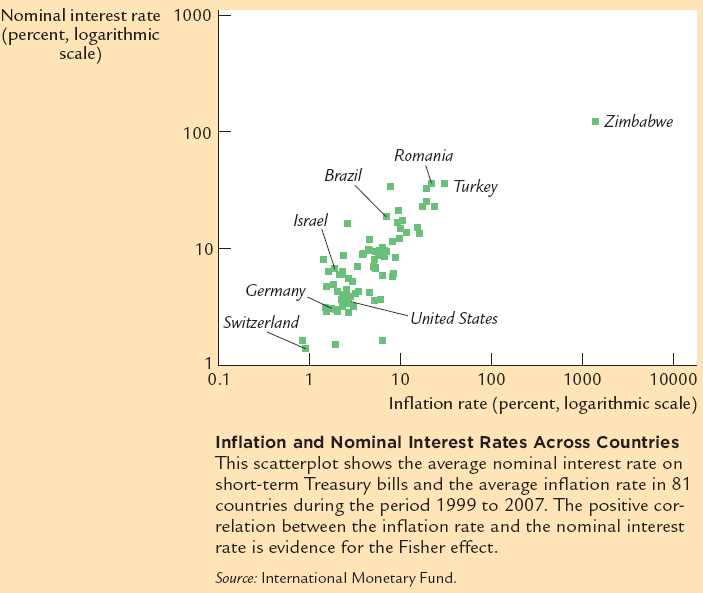 Nominal interest rate
(percent, logarithmic
scale)
1000
100
10
1
Zimbabwe
Romania
Brazil
Turkey
Israel
Germany
United States
Switzerland
0.1 1 10 100 1000 10000
Inflation rate (percent, logarithmic scale)
Inflation and Nominal Interest Rates Across Countries
This scatterplot shows the average nominal interest rate on
short-term Treasury bills and the average inflation rate in 81
countries during the period 1999 to 2007. The positive cor-
relation between the inflation rate and the nominal interest
rate is evidence for the Fisher effect.
Source: International Monetary Fund.